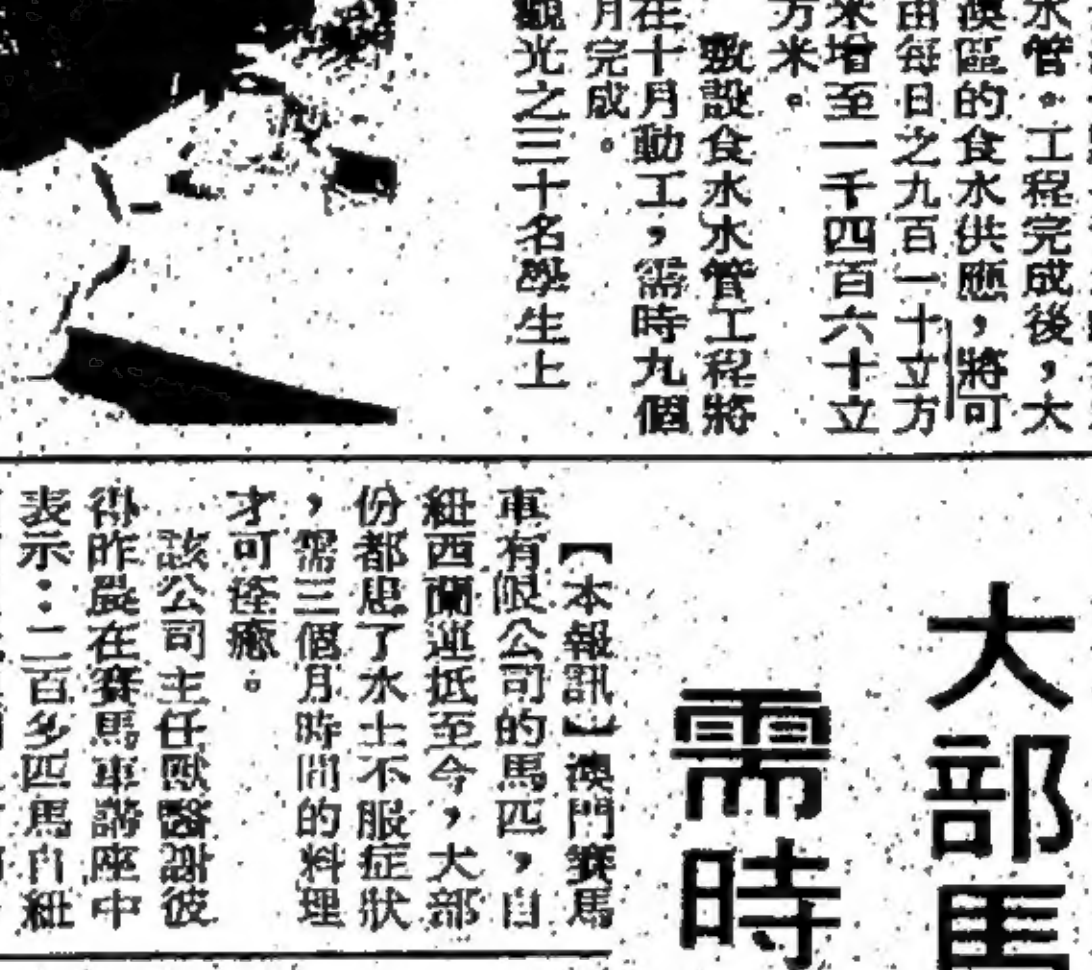 水管。工程完成後,大
澳區的食水供應,將可
由每日之九百一十立方
米增至一千四百六十立
方米。
敷設食水水管工程將
在十月動工,需時九個
月完成。
觀光之三十名學生上
大部馬
需時
【本報訊】澳門賽馬
車有限公司的馬匹,自
紐西蘭運抵至今,大部
份都患了水土不服症狀
,需三個月時間的料理
才可痊癒。
該公司主任獸醫謝彼
得昨晨在賽馬車講座中
表示:二百多匹馬自紐